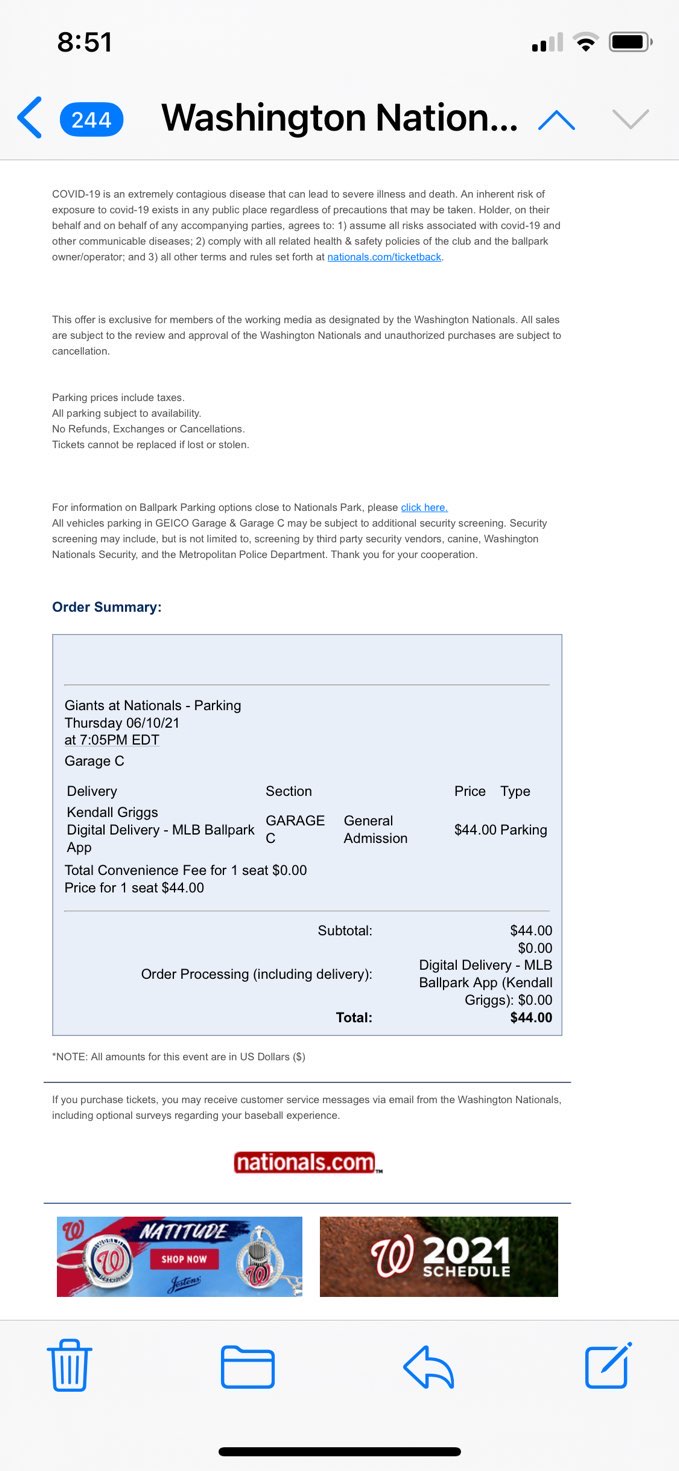 8:51
244
Washington Nation...
COVID-19 is an extremely contagious disease that can lead to severe illness and death. An inherent risk of
exposure to covid-19 exists in any public place regardless of precautions that may be taken. Holder, on their
behalf and on behalf of any accompanying parties, agrees to: 1) assume all risks associated with covid-19 and
other communicable diseases; 2) comply with all related health & safety policies of the club and the ballpark
owner/operator; and 3) all other terms and rules set forth at nationals.com/ticketback.
This offer is exclusive for members of the working media as designated by the Washington Nationals. All sales
are subject to the review and approval of the Washington Nationals and unauthorized purchases are subject to
cancellation.
Parking prices include taxes.
All parking subject to availability.
No Refunds, Exchanges or Cancellations.
Tickets cannot be replaced if lost or stolen.
For information on Ballpark Parking options close to Nationals Park, please click here.
All vehicles parking in GEICO Garage & Garage C may be subject to additional security screening. Security
screening may include, but is not limited to, screening by third party security vendors, canine, Washington
Nationals Security, and the Metropolitan Police Department. Thank you for your cooperation.
Order Summary:
Giants at Nationals - Parking
Thursday 06/10/21
at 7:05PM EDT
Garage C
Delivery Section Price Type
Kendall Griggs
Digital Delivery - MLB Ballpark
App
GARAGE
C
General
Admission
$44.00 Parking
Total Convenience Fee for 1 seat $0.00
Price for 1 seat $44.00
Subtotal: $44.00
$0.00
Order Processing (including delivery): Digital Delivery - MLB
Ballpark App (Kendall
Griggs): $0.00
Total: $44.00
*NOTE: All amounts for this event are in US Dollars ($)
If you purchase tickets, you may receive customer service messages via email from the Washington Nationals,
including optional surveys regarding your baseball experience.
nationals.com™
W NATITUDE
SHOP NOW
Jostens
W 2021
SCHEDULE